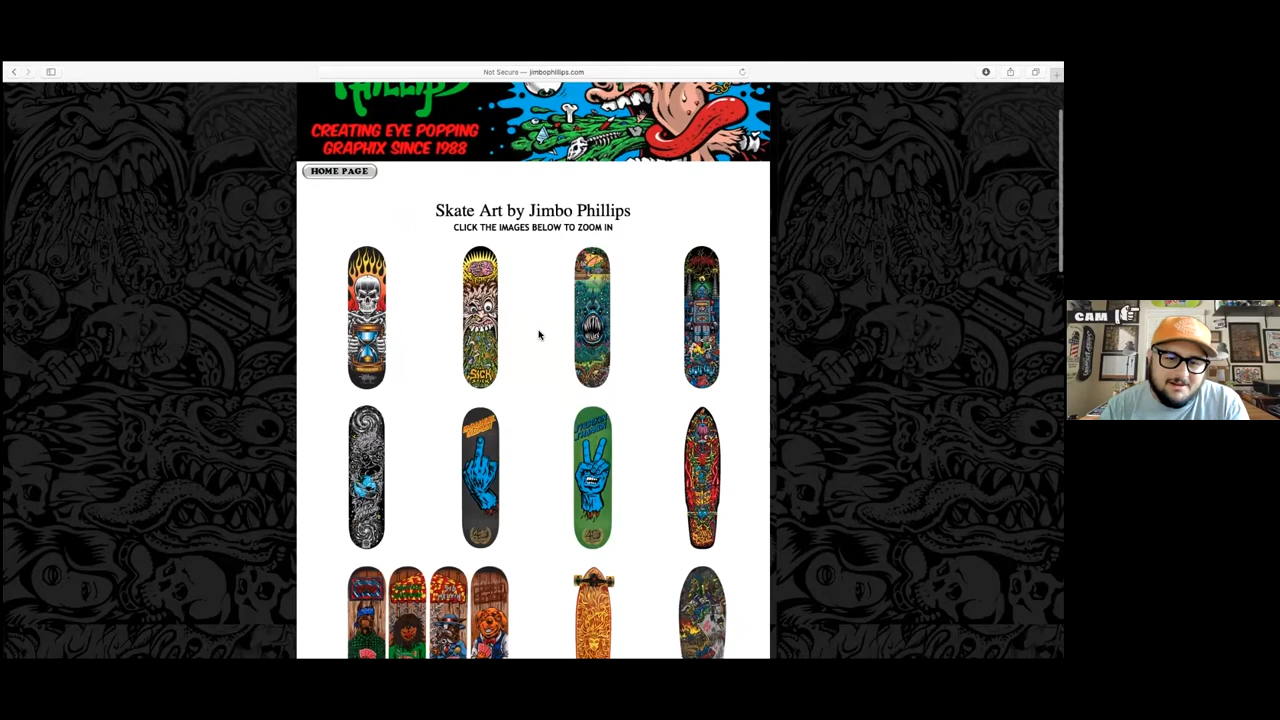 Not Secure — jimbophillips.com
PHILLIPS
CREATING EYE POPPING
GRAPHIX SINCE 1988
HOME PAGE
Skate Art by Jimbo Phillips
CLICK THE IMAGES BELOW TO ZOOM IN
SICK
CAM